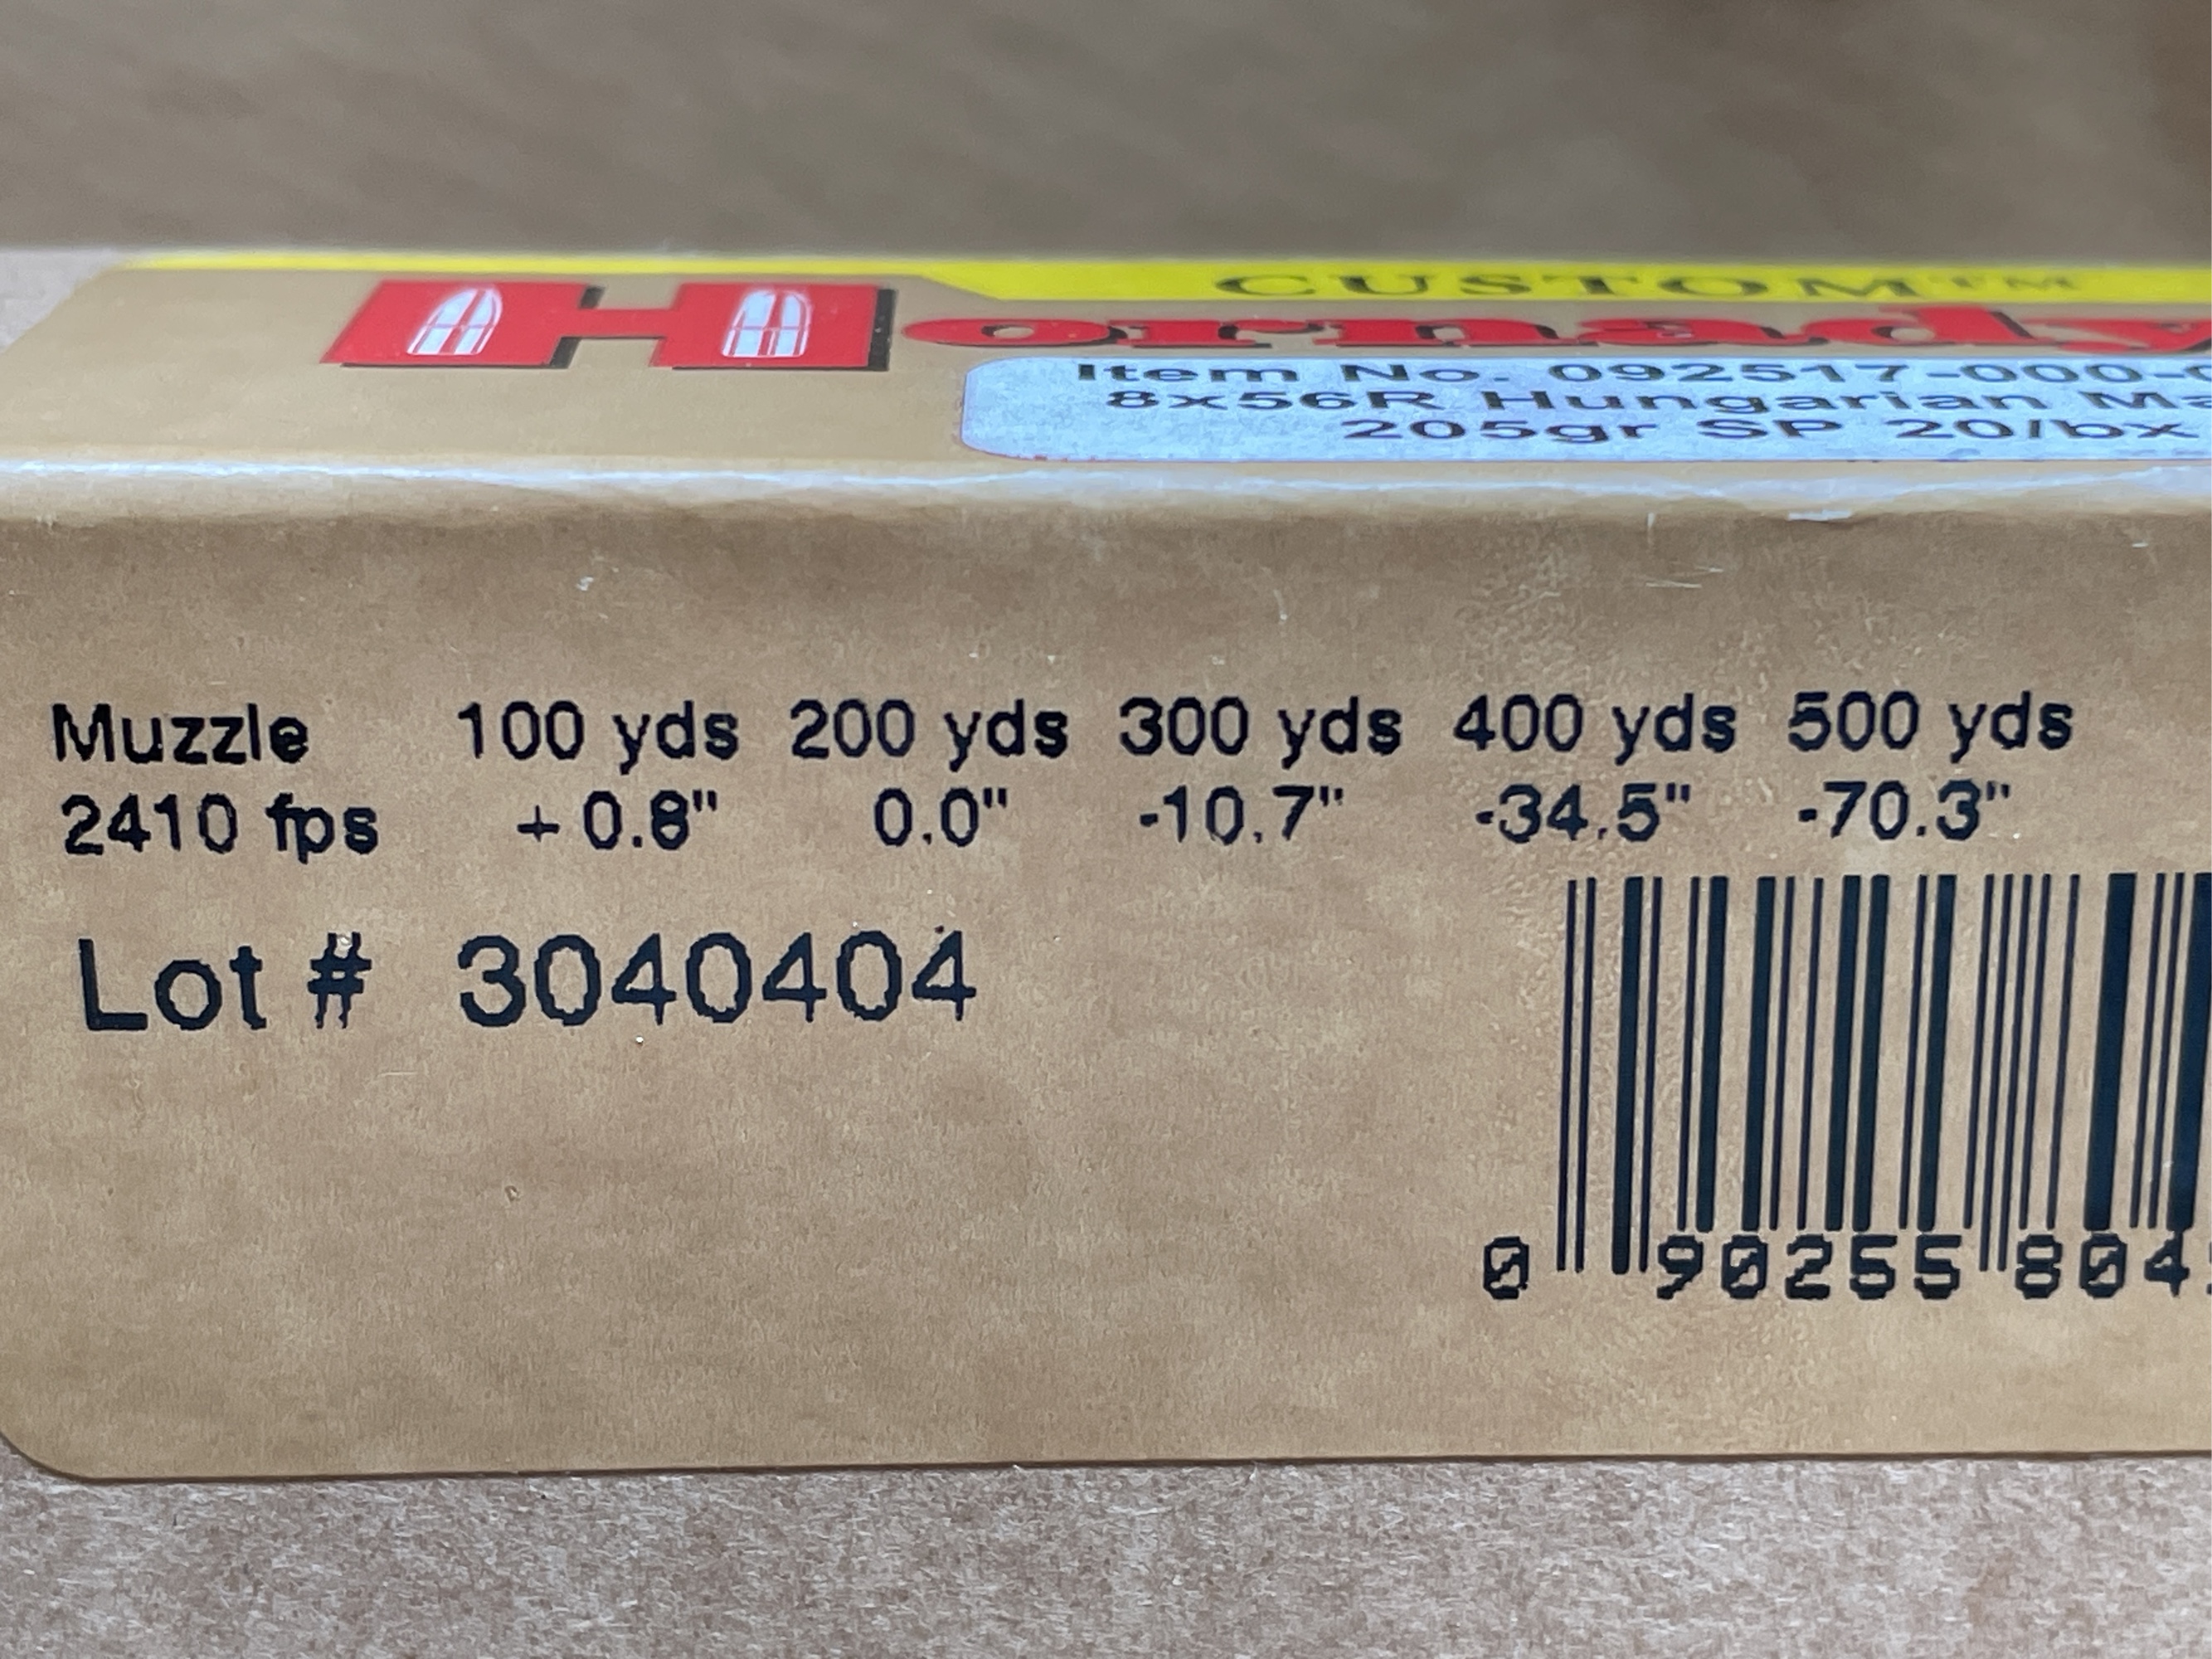 CUSTOM™
Hornady
Item No. 092517-000-
8x56R Hungarian
205gr SP 20/bx
Muzzle 100 yds 200 yds 300 yds 400 yds 500 yds
2410 fps + 0.8" 0.0" -10.7" -34.5" -70.3"
Lot # 3040404
0 90255 804